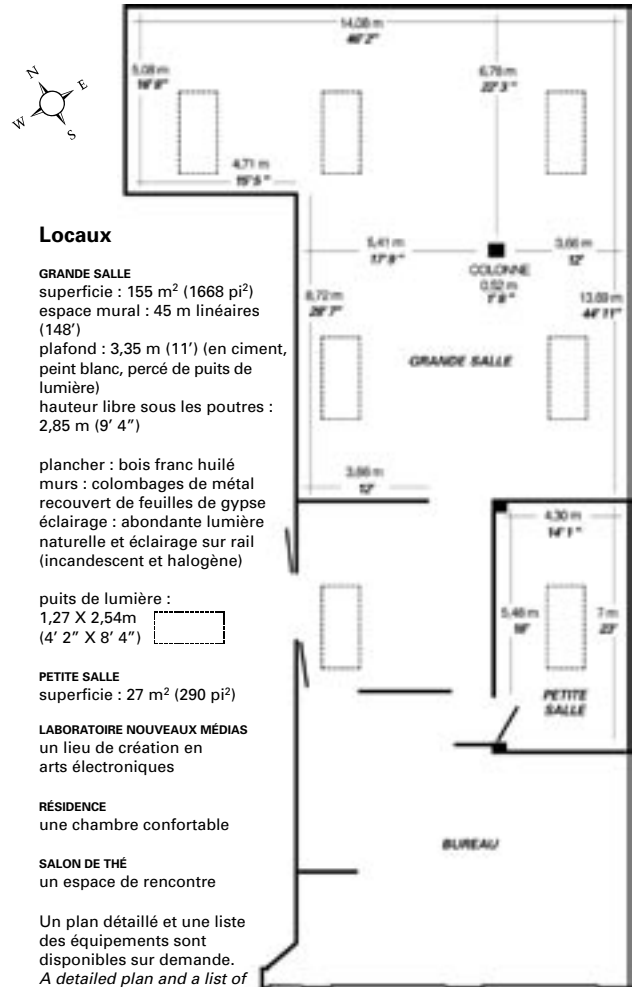 N
E
W
S
14,08 m
46' 2"
5,08 m
16' 8"
6,78 m
22' 3"
4,71 m
15' 5"
5,41 m
17' 9"
3,66 m
12'
COLONNE
0,52 m
1' 8"
8,72 m
28' 7"
13,69 m
44' 11"
GRANDE SALLE
3,66 m
12'
4,30 m
14' 1"
5,48 m
18'
7 m
23'
PETITE
SALLE
BUREAU
Locaux
GRANDE SALLE
superficie : 155 m² (1668 pi²)
espace mural : 45 m linéaires
(148’)
plafond : 3,35 m (11’) (en ciment,
peint blanc, percé de puits de
lumière)
hauteur libre sous les poutres :
2,85 m (9’ 4”)
plancher : bois franc huilé
murs : colombages de métal
recouvert de feuilles de gypse
éclairage : abondante lumière
naturelle et éclairage sur rail
(incandescent et halogène)
puits de lumière :
1,27 X 2,54m
(4’ 2” X 8’ 4”)
PETITE SALLE
superficie : 27 m² (290 pi²)
LABORATOIRE NOUVEAUX MÉDIAS
un lieu de création en
arts électroniques
RÉSIDENCE
une chambre confortable
SALON DE THÉ
un espace de rencontre
Un plan détaillé et une liste
des équipements sont
disponibles sur demande.
A detailed plan and a list of